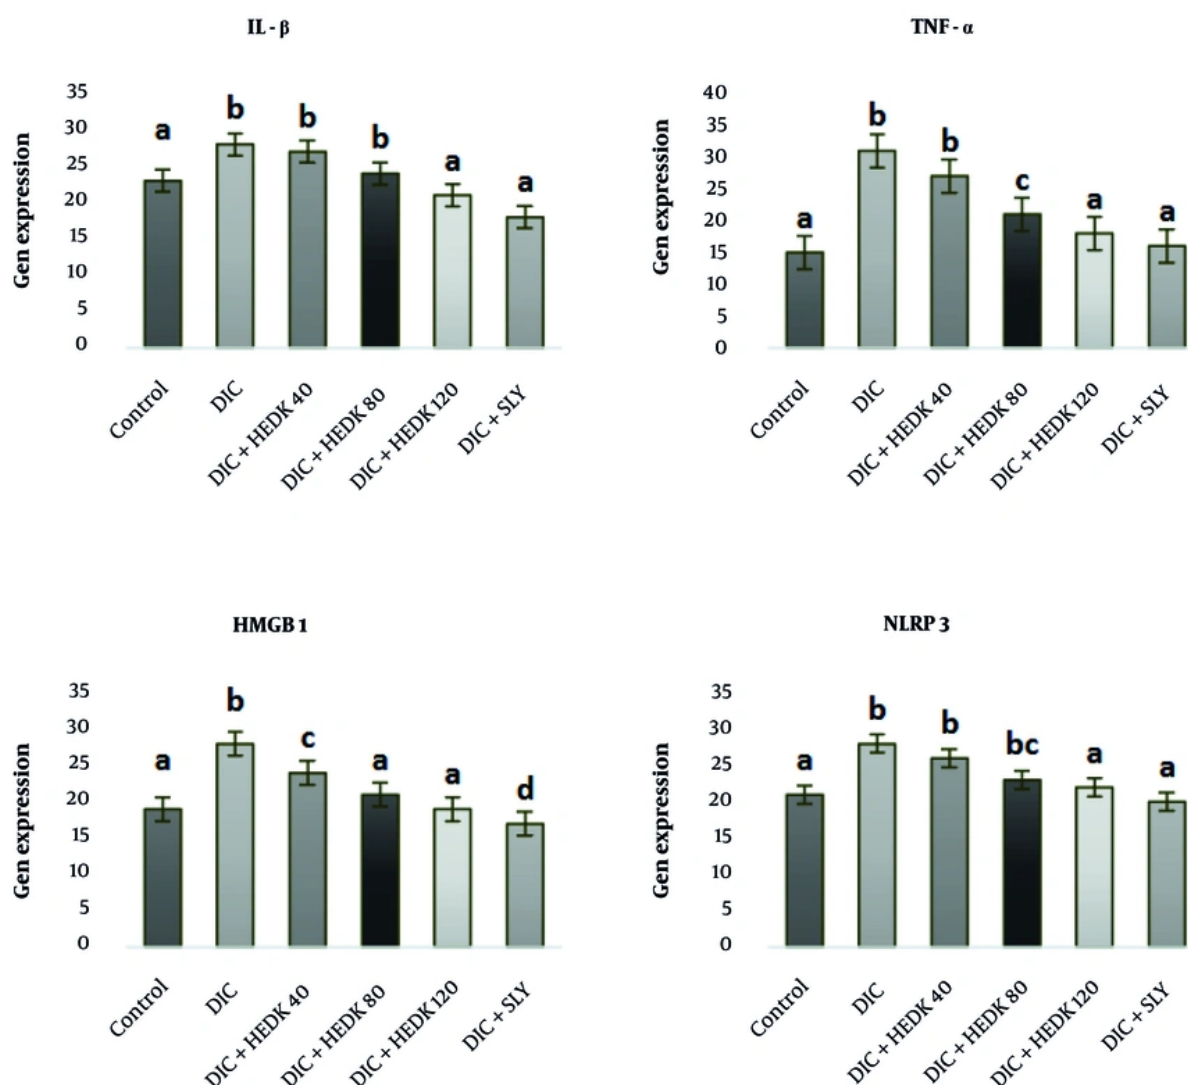 IL - β
Gen expression
35
30
25
20
15
10
5
0
a
b
b
b
a
a
Control
DIC
DIC + HEDK 40
DIC + HEDK 80
DIC + HEDK 120
DIC + SLY
TNF - α
Gen expression
40
35
30
25
20
15
10
5
0
a
b
b
c
a
a
Control
DIC
DIC + HEDK 40
DIC + HEDK 80
DIC + HEDK 120
DIC + SLY
HMGB 1
Gen expression
35
30
25
20
15
10
5
0
a
b
c
a
a
d
Control
DIC
DIC + HEDK 40
DIC + HEDK 80
DIC + HEDK 120
DIC + SLY
NLRP 3
Gen expression
35
30
25
20
15
10
5
0
a
b
b
bc
a
a
Control
DIC
DIC + HEDK 40
DIC + HEDK 80
DIC + HEDK 120
DIC + SLY